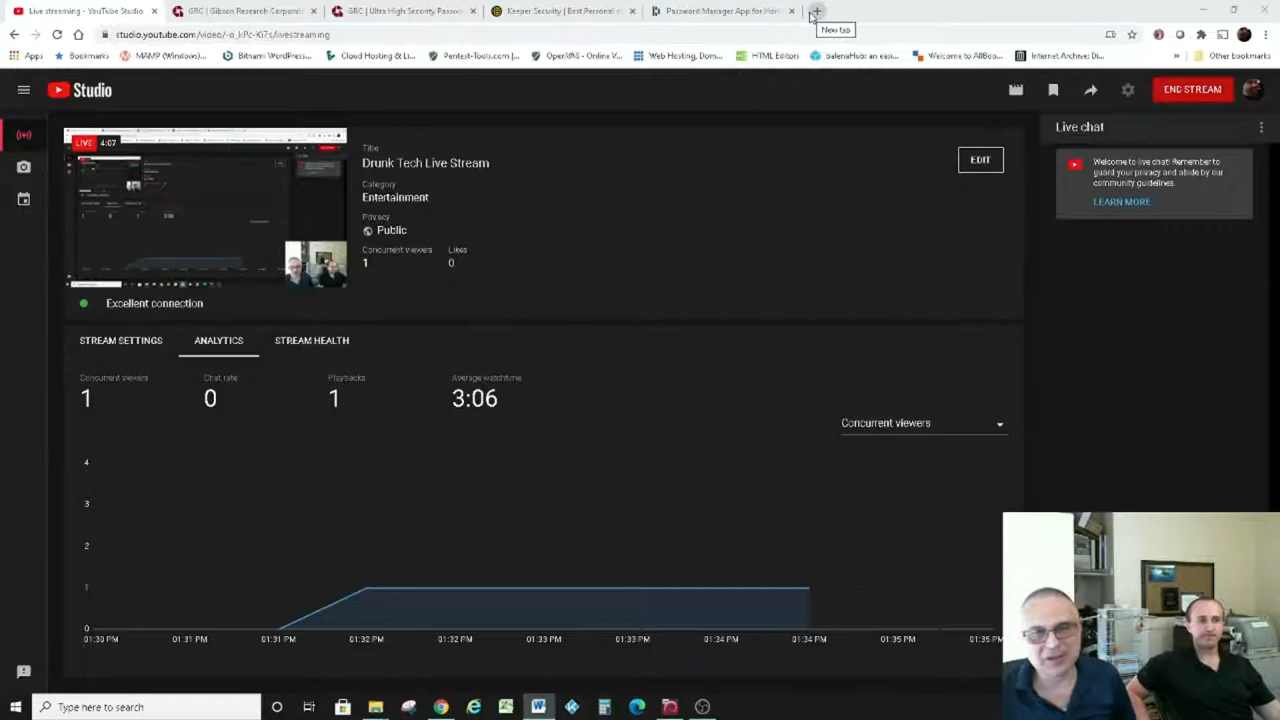 Live streaming - YouTube Studio
GRC | Gibson Research Corporati
GRC | Ultra High Security Passwo
Keeper Security | Best Personal
Password Manager App for Hom
New tab
studio.youtube.com/video/-o_kPc-Ki7s/livestreaming
Apps
Bookmarks
MAMP (Windows)...
Bitnami WordPress...
Cloud Hosting & Li...
Pentest-Tools.com |...
OpenVAS - Online V...
Web Hosting, Dom...
HTML Editors
balenaHub: an easi...
Welcome to AllBoo...
Internet Archive: Di...
»
Other bookmarks
Studio
END STREAM
LIVE 4:07
Title
Drunk Tech Live Stream
EDIT
Category
Entertainment
Privacy
Public
Concurrent viewers
Likes
1
0
Excellent connection
Live chat
Welcome to live chat! Remember to
guard your privacy and abide by our
community guidelines.
LEARN MORE
STREAM SETTINGS
ANALYTICS
STREAM HEALTH
Concurrent viewers
Chat rate
Playbacks
Average watchtime
1
0
1
3:06
Concurrent viewers
4
3
2
1
0
01:30 PM
01:31 PM
01:31 PM
01:32 PM
01:32 PM
01:33 PM
01:33 PM
01:34 PM
01:34 PM
01:35 PM
01:35 PM
Type here to search